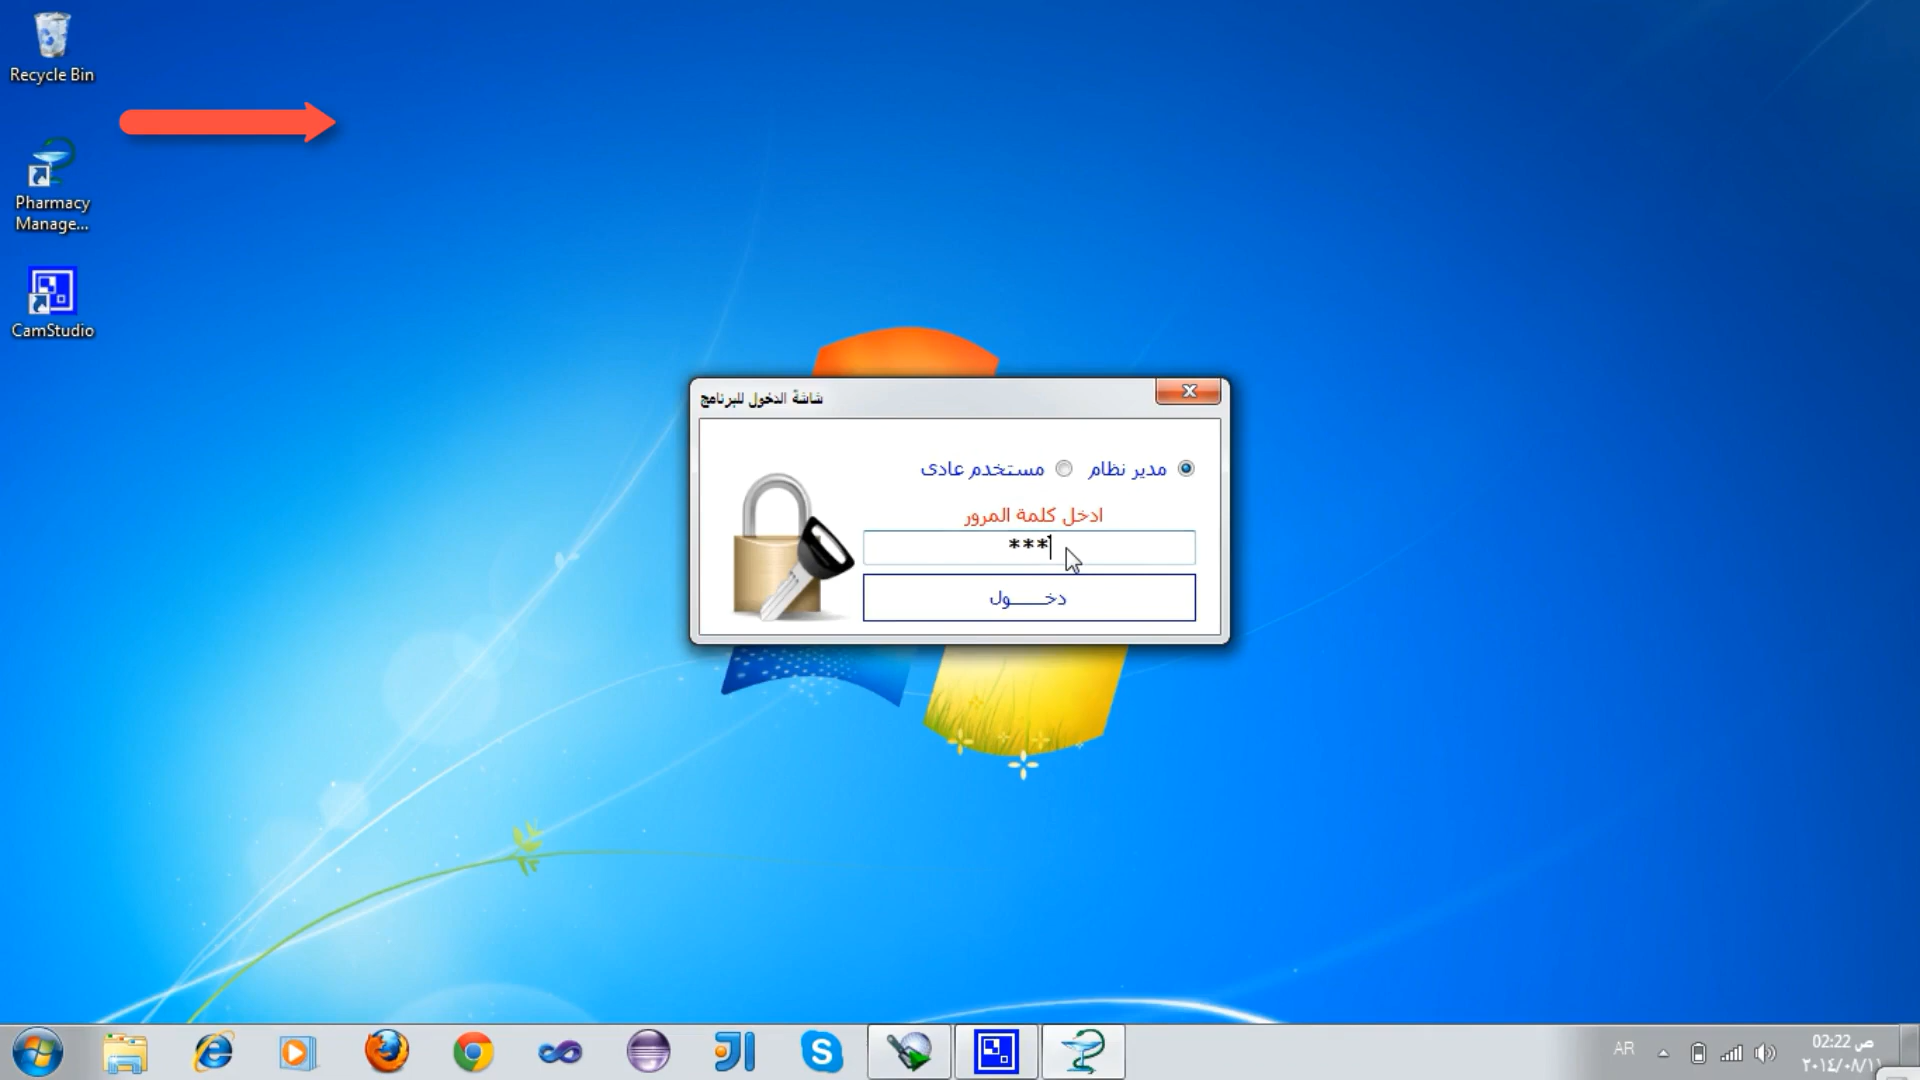 Recycle Bin
Pharmacy
Manage...
CamStudio
شاشة الدخول للبرنامج
مدير نظام
مستخدم عادى
ادخل كلمة المرور
***
دخـــــول
AR
02:22 ص